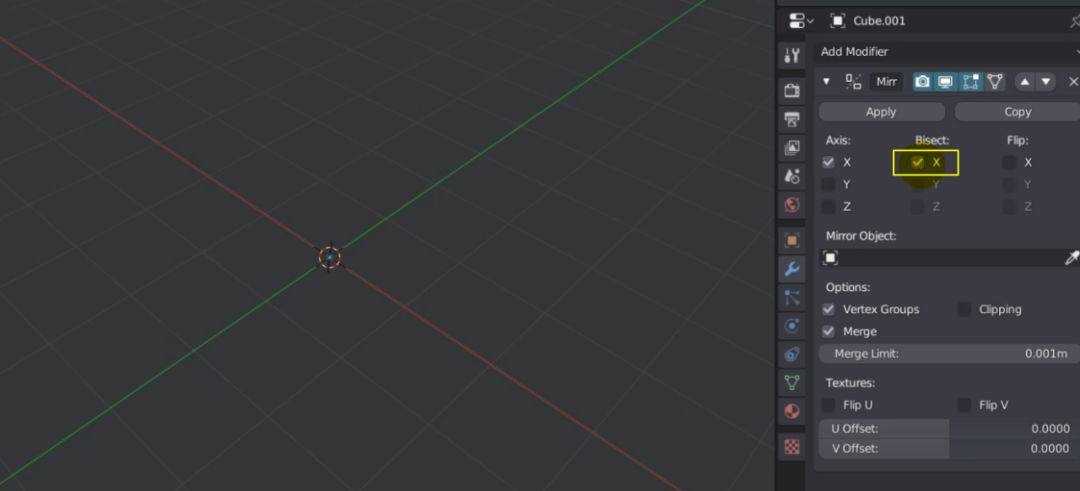 Cube.001
Add Modifier
Mirr
Apply Copy
Axis: Bisect: Flip:
X X X
Y Y Y
Z Z Z
Mirror Object:
Options:
Vertex Groups Clipping
Merge
Merge Limit: 0.001m
Textures:
Flip U Flip V
U Offset: 0.0000
V Offset: 0.0000